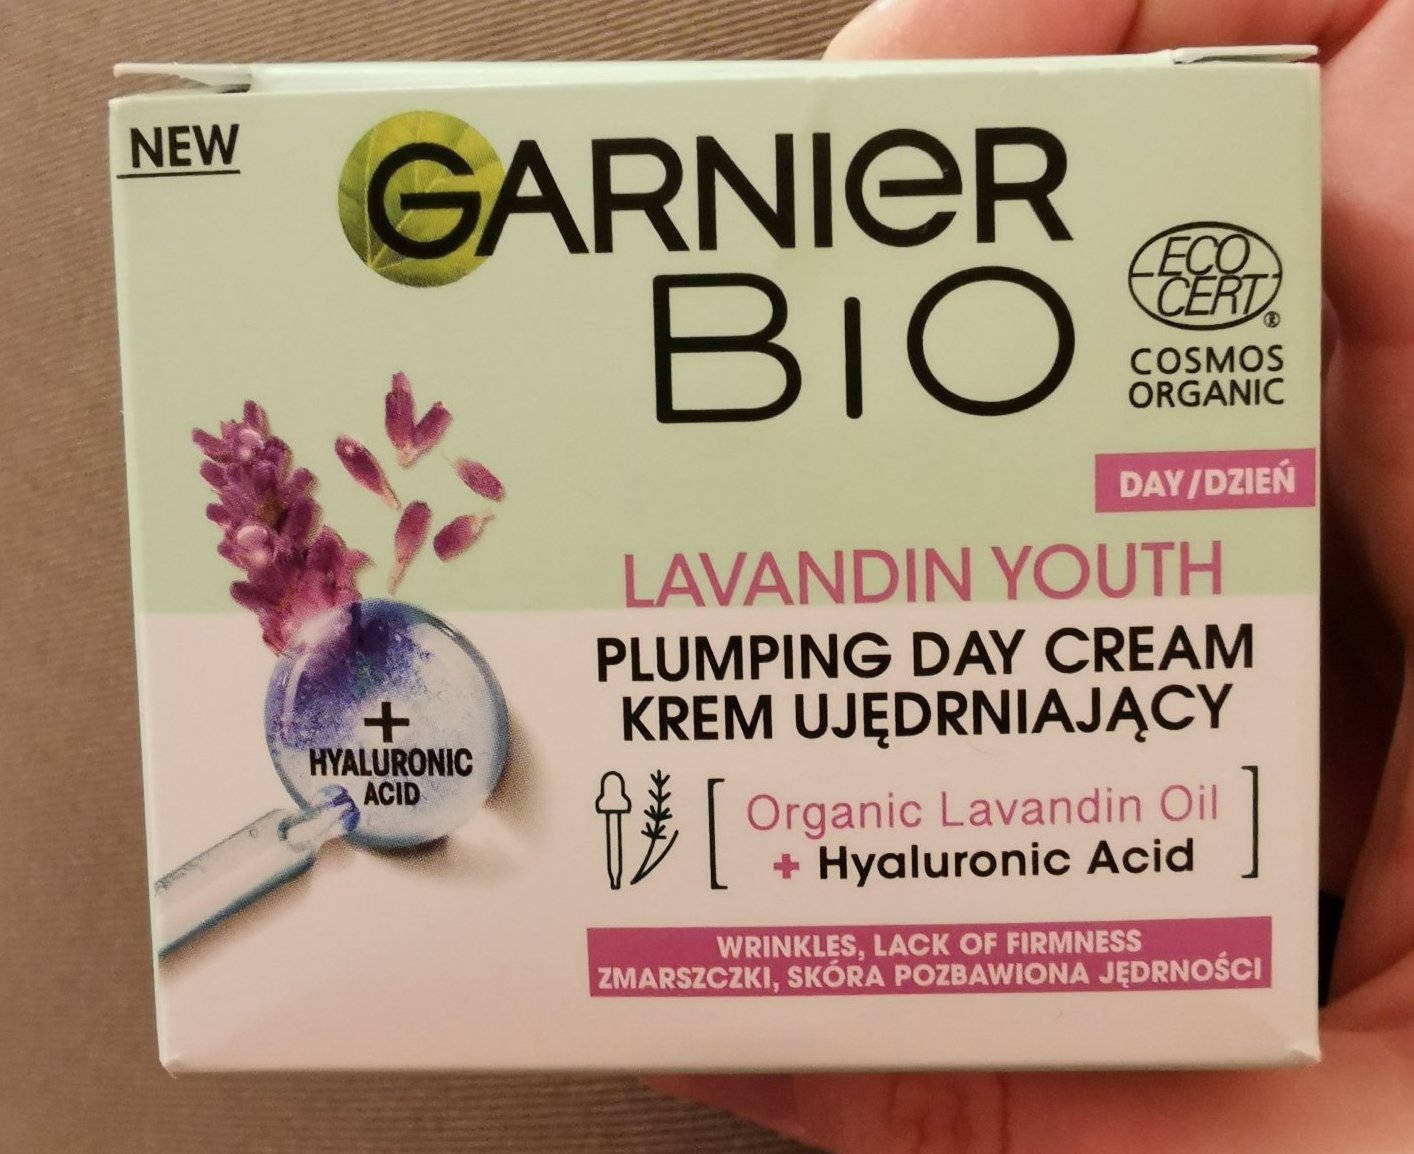 NEW
GARNIER
BIO
ECO
CERT®
COSMOS
ORGANIC
DAY/DZIEŃ
LAVANDIN YOUTH
PLUMPING DAY CREAM
KREM UJĘDRNIAJĄCY
+
HYALURONIC
ACID
[Organic Lavandin Oil
+ Hyaluronic Acid]
WRINKLES, LACK OF FIRMNESS
ZMARSZCZKI, SKÓRA POZBAWIONA JĘDRNOŚCI